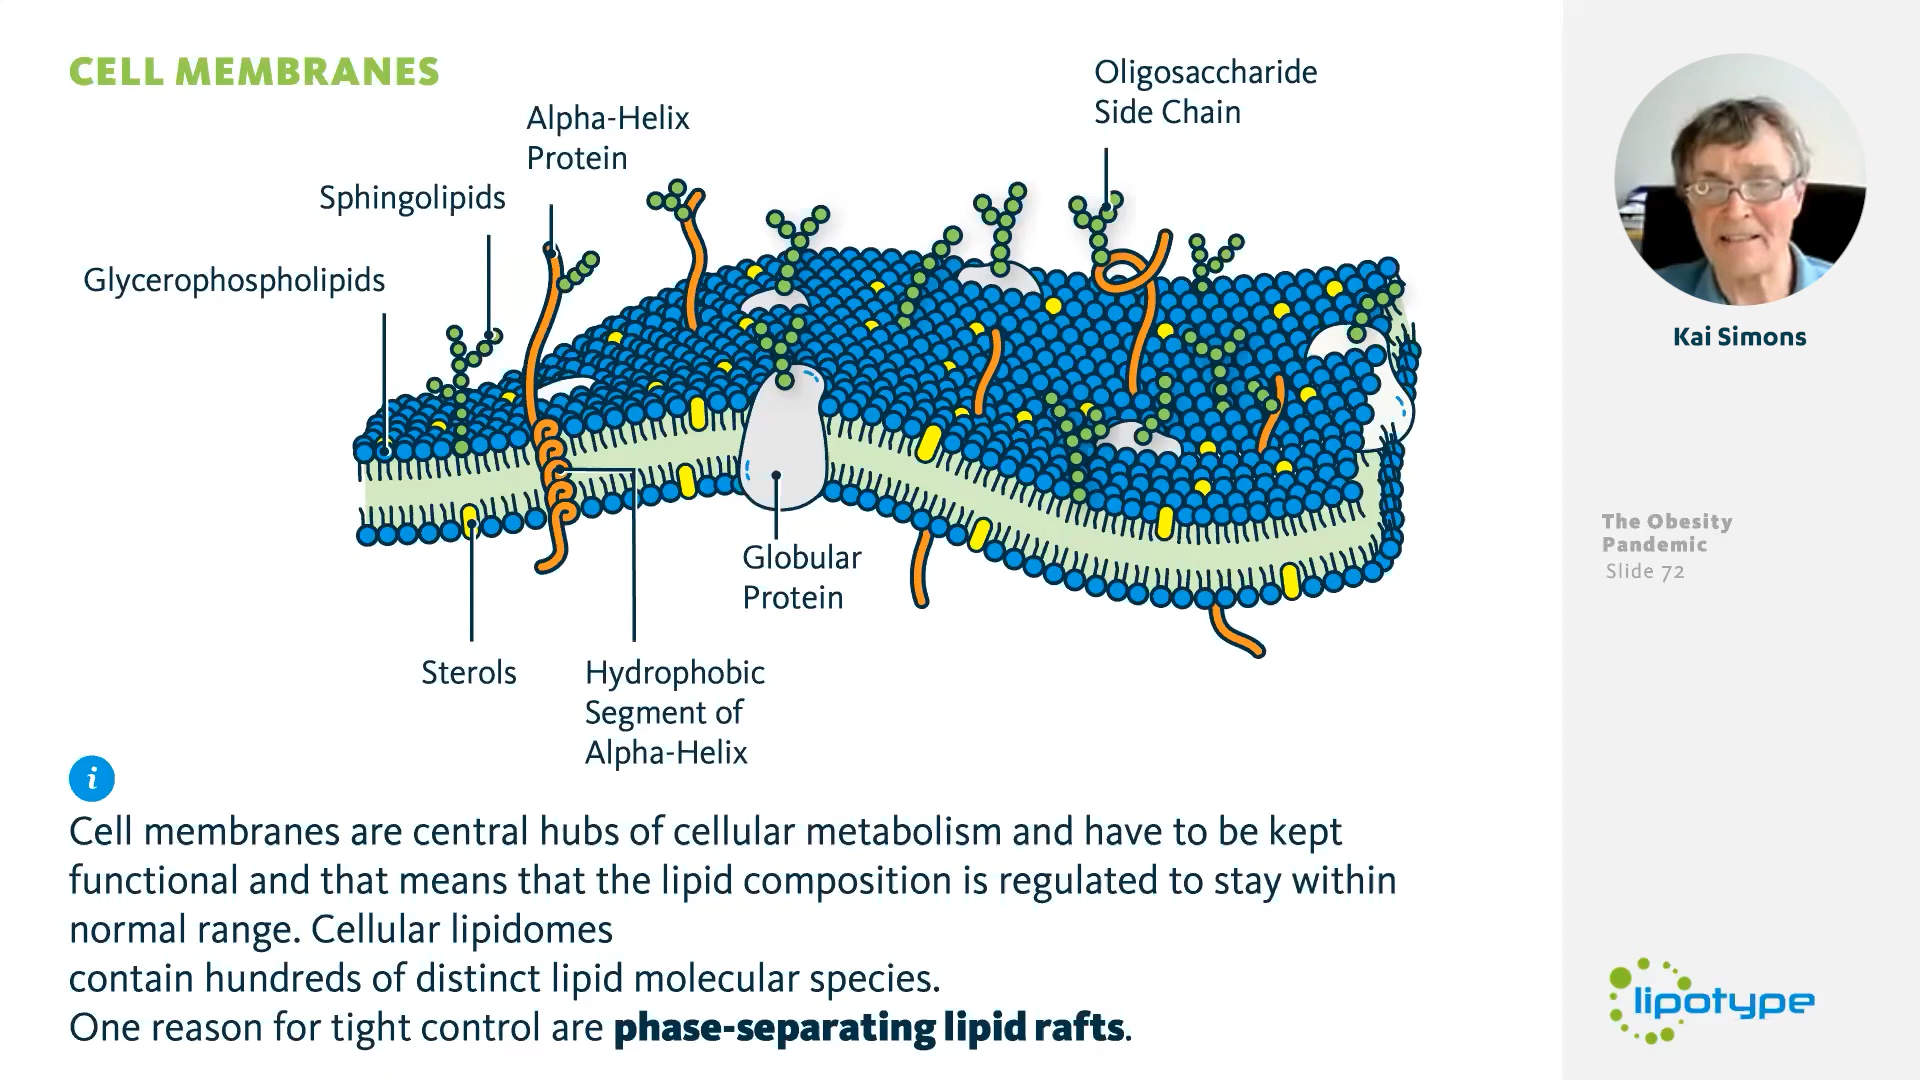 CELL MEMBRANES
Oligosaccharide
Side Chain
Alpha-Helix
Protein
Sphingolipids
Glycerophospholipids
Globular
Protein
Sterols
Hydrophobic
Segment of
Alpha-Helix
i
Cell membranes are central hubs of cellular metabolism and have to be kept
functional and that means that the lipid composition is regulated to stay within
normal range. Cellular lipidomes
contain hundreds of distinct lipid molecular species.
One reason for tight control are phase-separating lipid rafts.
Kai Simons
The Obesity
Pandemic
Slide 72
lipotype